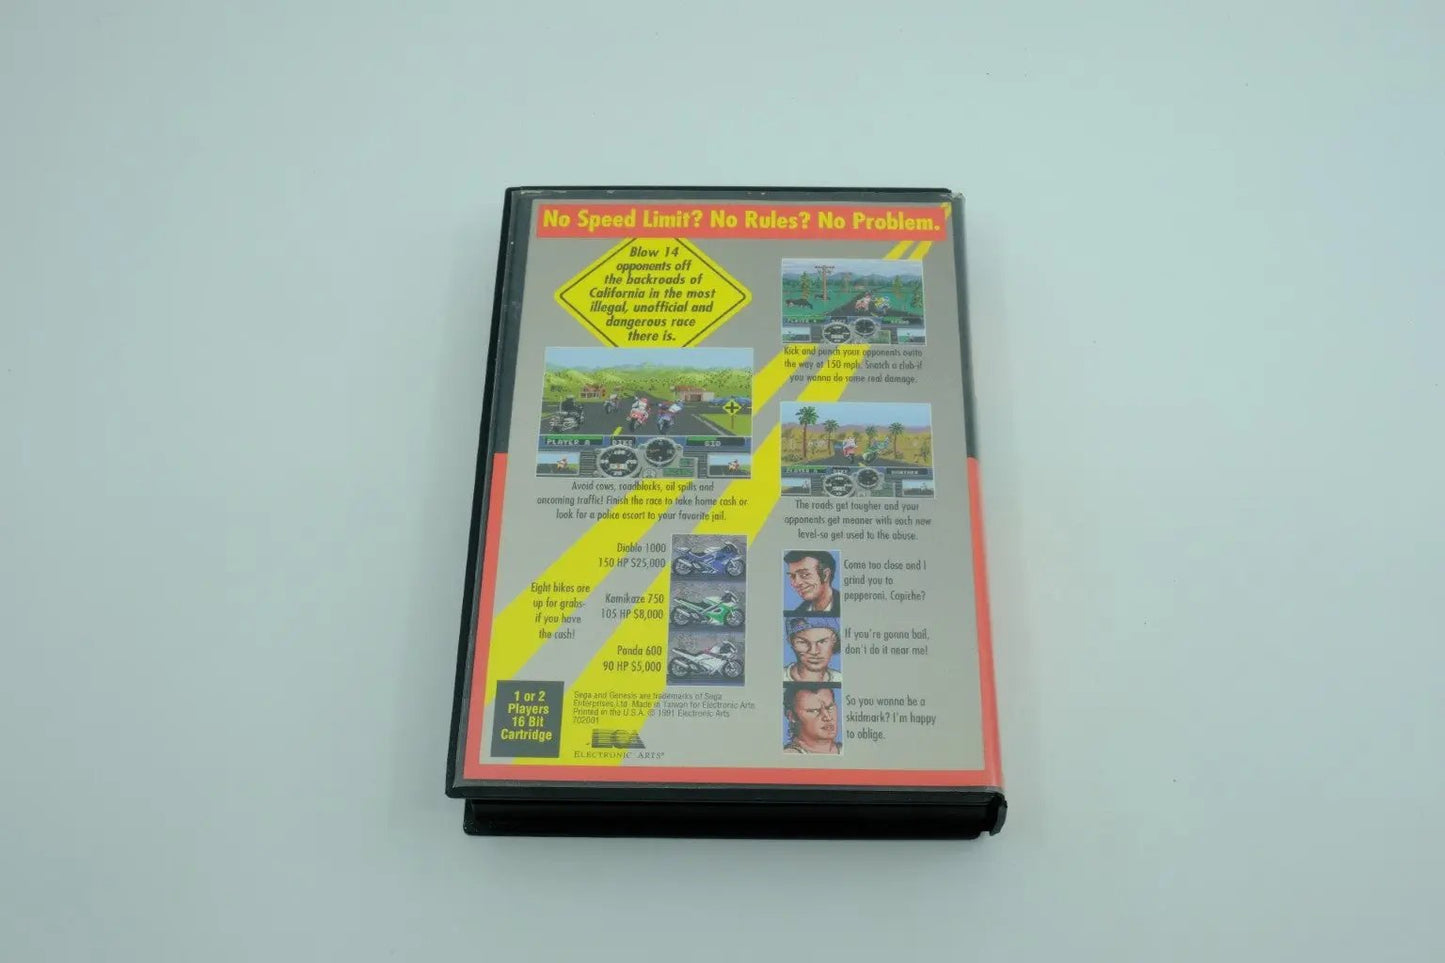 No Speed Limit? No Rules? No Problem.
Blow 14
opponents off
the backroads of
California in the most
illegal, unofficial and
dangerous race
there is.
PLAYER A BIKE SID
Avoid cows, roadblocks, oil spills and
oncoming traffic! Finish the race to take home cash or
look for a police escort to your favorite jail.
Eight bikes are
up for grabs-
if you have
the cash!
Diablo 1000
150 HP $25,000
Kamikaze 750
105 HP $8,000
Panda 600
90 HP $5,000
PLAYER A
Kick and punch your opponents outta
the way at 150 mph. Snatch a club if
you wanna do some real damage.
PLAYER A
The roads get tougher and your
opponents get meaner with each new
level-so get used to the abuse.
Come too close and I
grind you to
pepperoni. Capiche?
If you're gonna bail,
don't do it near me!
So you wanna be a
skidmark? I'm happy
to oblige.
1 or 2
Players
16 Bit
Cartridge
Sega and Genesis are trademarks of Sega
Enterprises, Ltd. Made in Taiwan for Electronic Arts.
Printed in the U.S.A. © 1991 Electronic Arts
702001
ELECTRONIC ARTS®